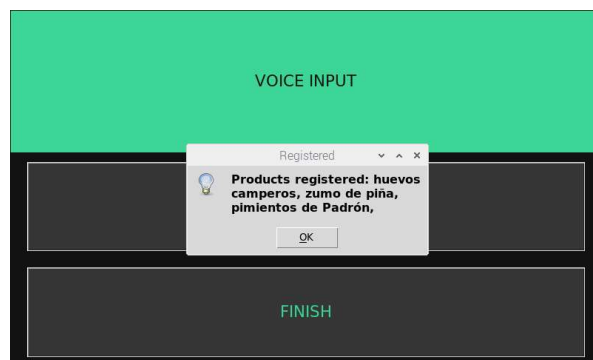 VOICE INPUT
Registered
Products registered: huevos
camperos, zumo de piña,
pimientos de Padrón,
OK
FINISH